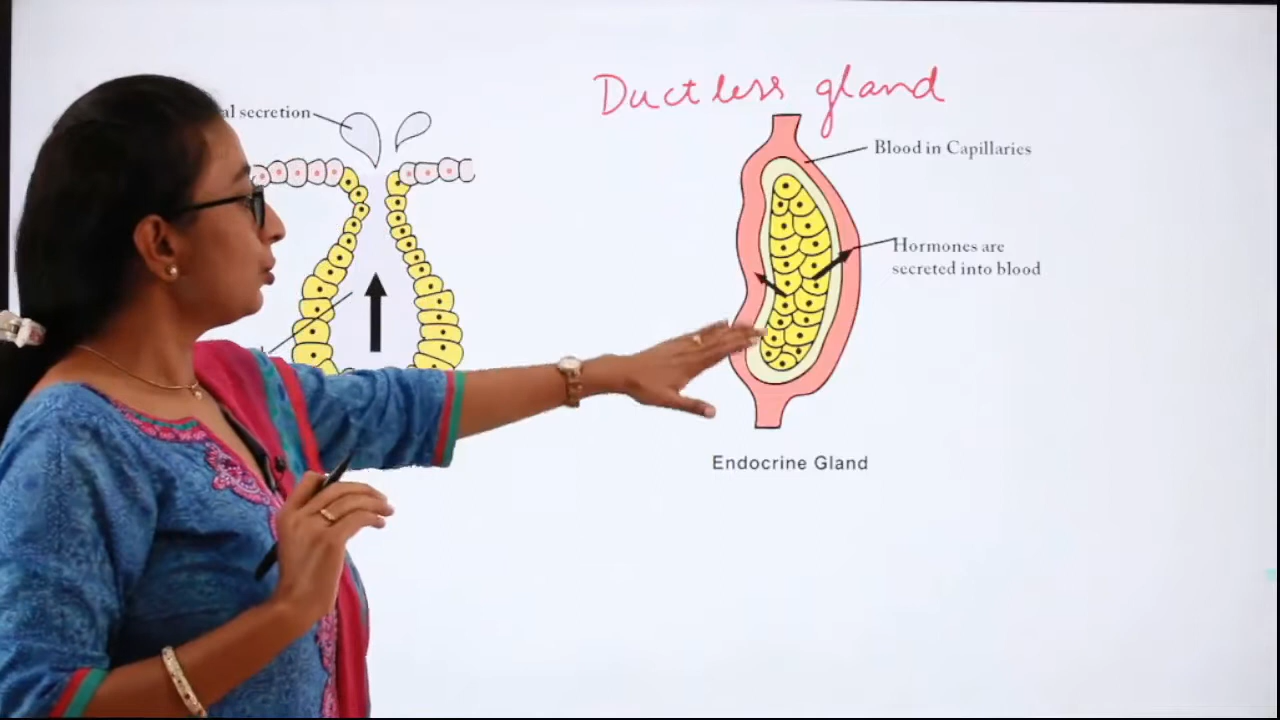 al secretion
Ductless gland
Blood in Capillaries
Hormones are
secreted into blood
Endocrine Gland